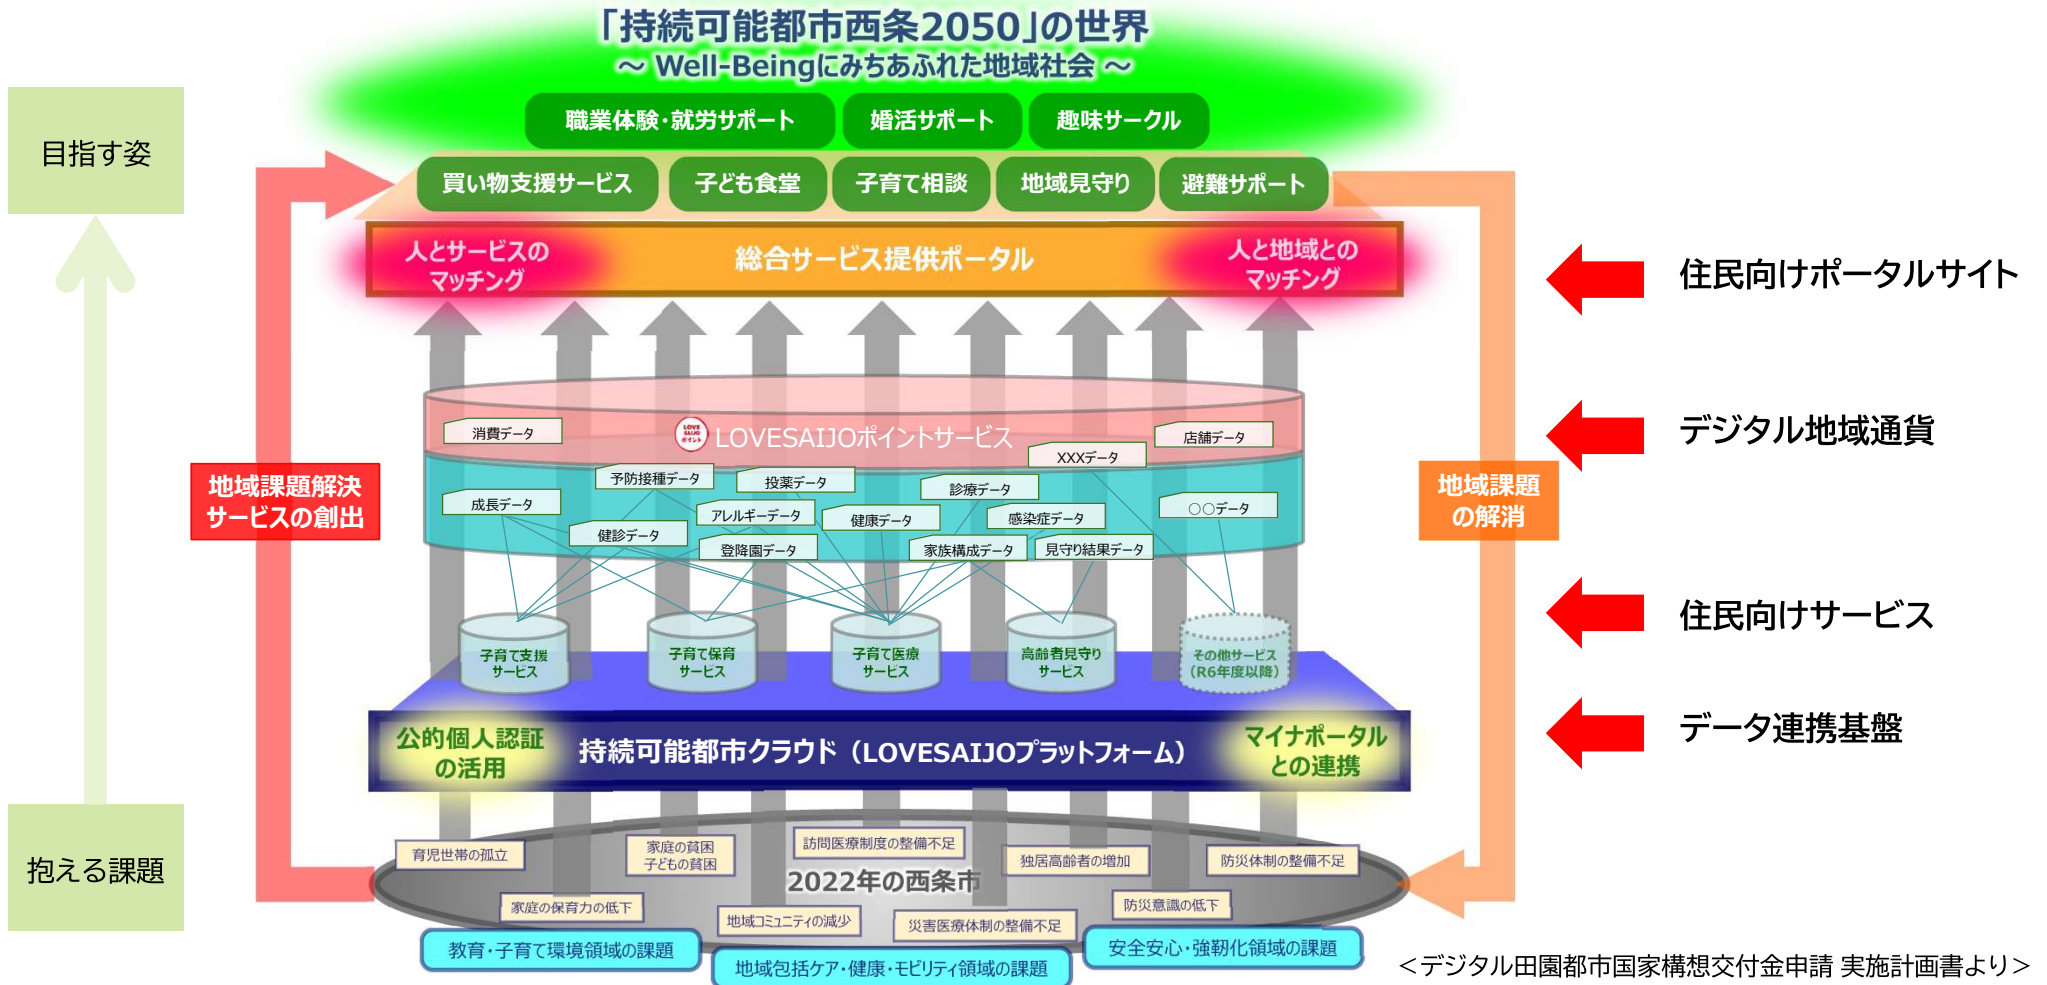 「持続可能都市西条2050」の世界
～ Well-Beingにみちあふれた地域社会 ～
目指す姿
職業体験・就労サポート
婚活サポート
趣味サークル
買い物支援サービス
子ども食堂
子育て相談
地域見守り
避難サポート
人とサービスの
マッチング
総合サービス提供ポータル
人と地域との
マッチング
住民向けポータルサイト
消費データ
LOVE
SAIJO
ポイント
LOVESAIJOポイントサービス
店舗データ
デジタル地域通貨
XXXデータ
予防接種データ
投薬データ
診療データ
成長データ
アレルギーデータ
健康データ
感染症データ
○○データ
健診データ
登降園データ
家族構成データ
見守り結果データ
地域課題解決
サービスの創出
地域課題
の解消
子育て支援
サービス
子育て保育
サービス
子育て医療
サービス
高齢者見守り
サービス
その他サービス
（R6年度以降）
住民向けサービス
公的個人認証
の活用
持続可能都市クラウド（LOVESAIJOプラットフォーム）
マイナポータル
との連携
データ連携基盤
抱える課題
育児世帯の孤立
家庭の貧困
子どもの貧困
訪問医療制度の整備不足
独居高齢者の増加
防災体制の整備不足
2022年の西条市
家庭の保育力の低下
地域コミュニティの減少
災害医療体制の整備不足
防災意識の低下
教育・子育て環境領域の課題
地域包括ケア・健康・モビリティ領域の課題
安全安心・強靭化領域の課題
＜デジタル田園都市国家構想交付金申請 実施計画書より＞